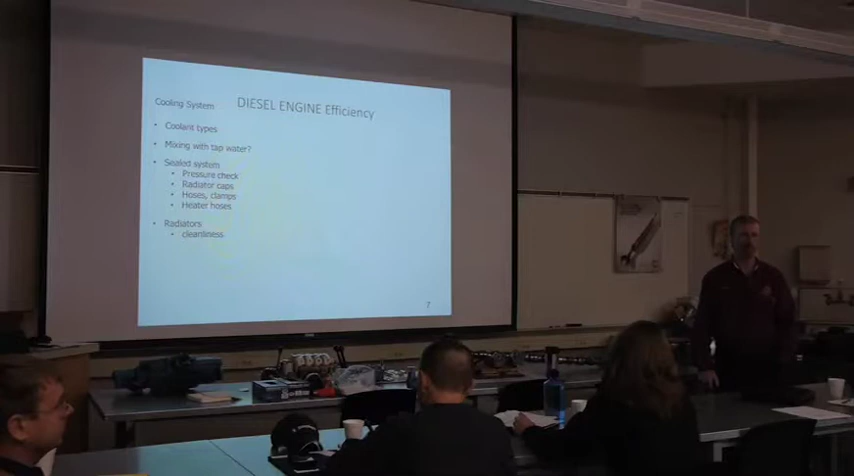 Cooling System
DIESEL ENGINE Efficiency
• Coolant types
• Mixing with tap water?
• Sealed system
• Pressure check
• Radiator caps
• Hoses, clamps
• Heater hoses
• Radiators
• cleanliness
7